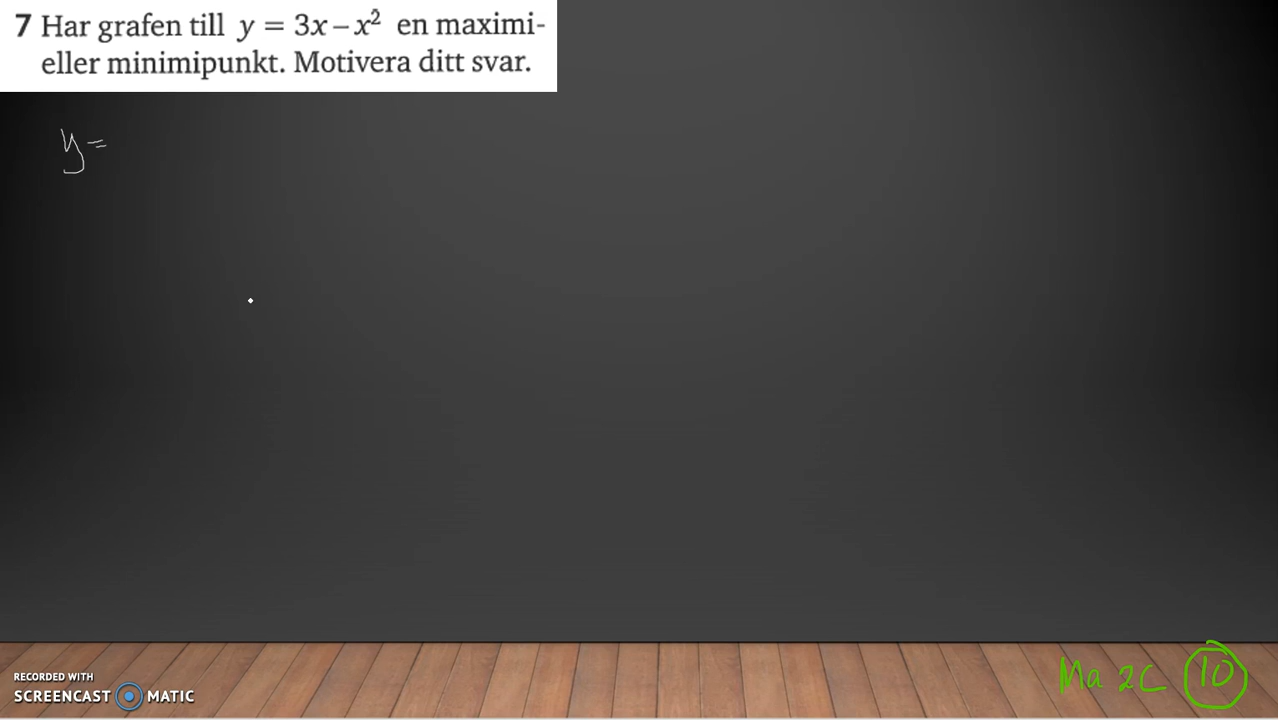 7 Har grafen till y = 3x – x² en maximi-
eller minimipunkt. Motivera ditt svar.
y =
RECORDED WITH
SCREENCAST MATIC
Ma 2C 10